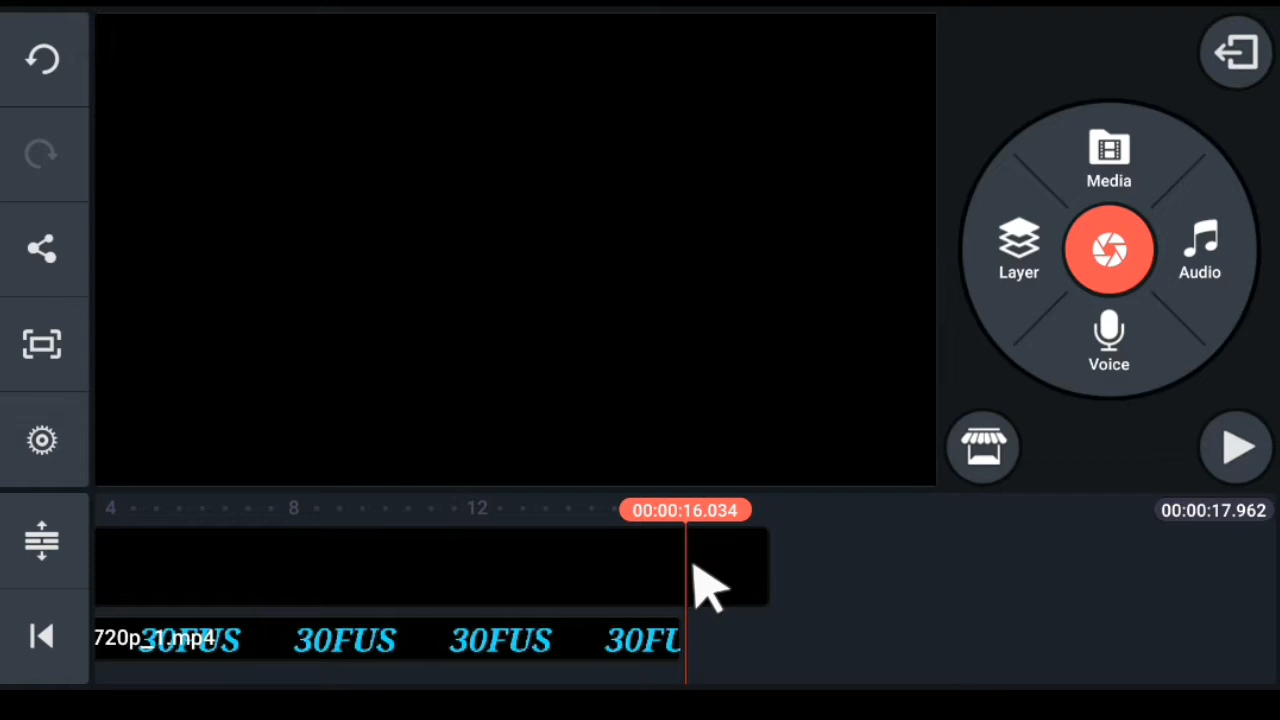 Media
Layer
Audio
Voice
4 8 12 00:00:16.034 00:00:17.962
720p_1.mp4
30FUS 30FUS 30FUS 30FU